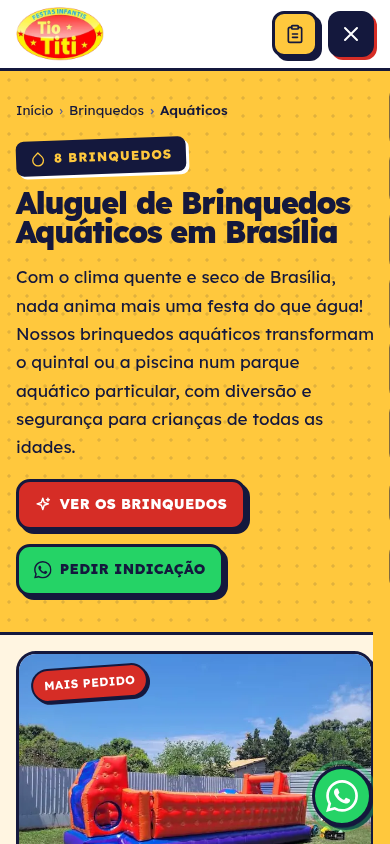 FESTAS INFANTIS
Tio
Titi
Início › Brinquedos › Aquáticos
8 BRINQUEDOS
Aluguel de Brinquedos
Aquáticos em Brasília
Com o clima quente e seco de Brasília,
nada anima mais uma festa do que água!
Nossos brinquedos aquáticos transformam
o quintal ou a piscina num parque
aquático particular, com diversão e
segurança para crianças de todas as
idades.
VER OS BRINQUEDOS
PEDIR INDICAÇÃO
MAIS PEDIDO